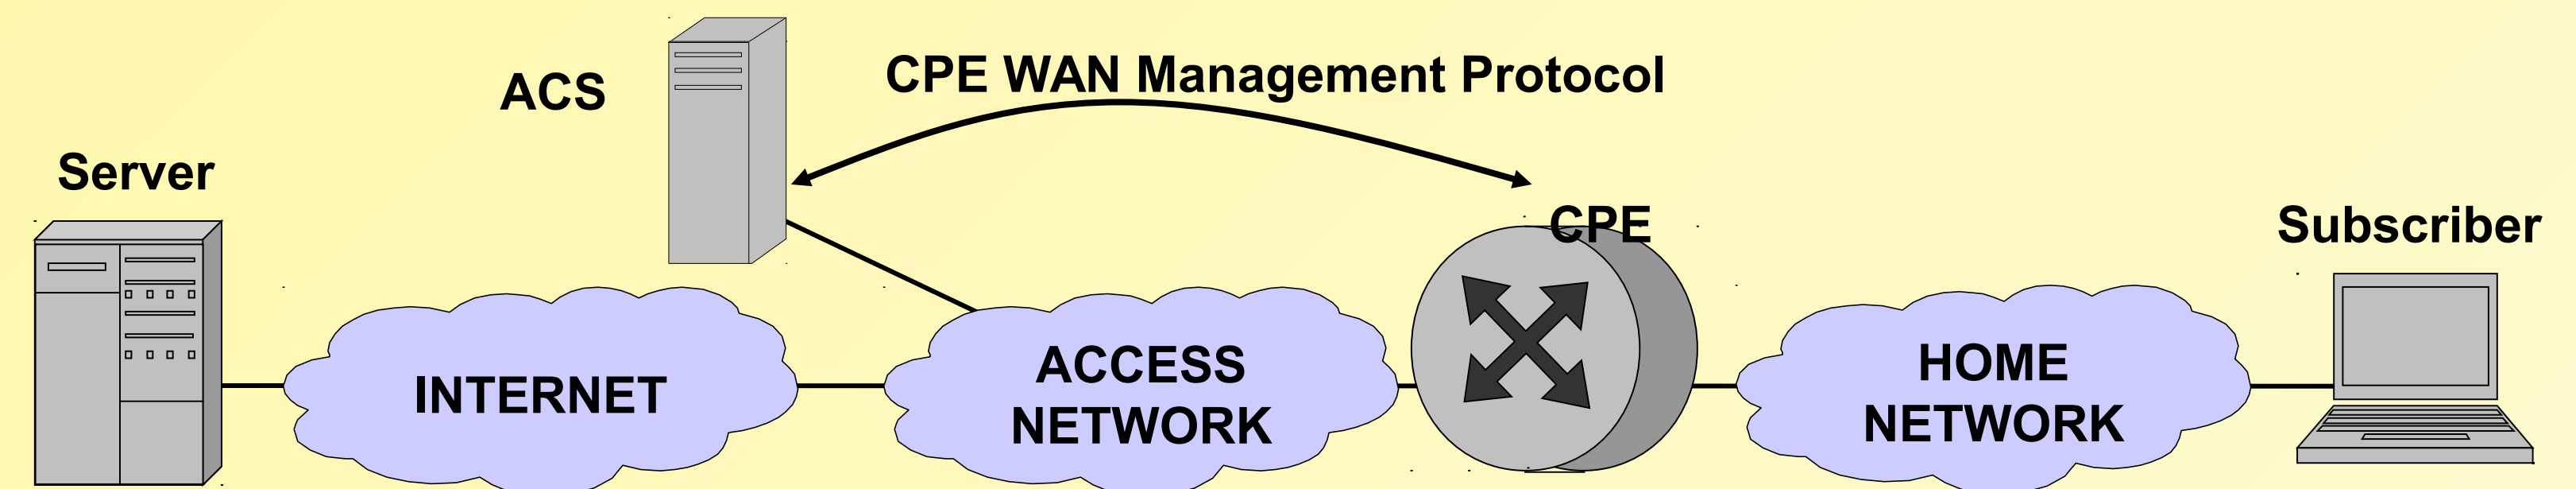 ACS
CPE WAN Management Protocol
Server
CPE
Subscriber
INTERNET
ACCESS
NETWORK
HOME
NETWORK